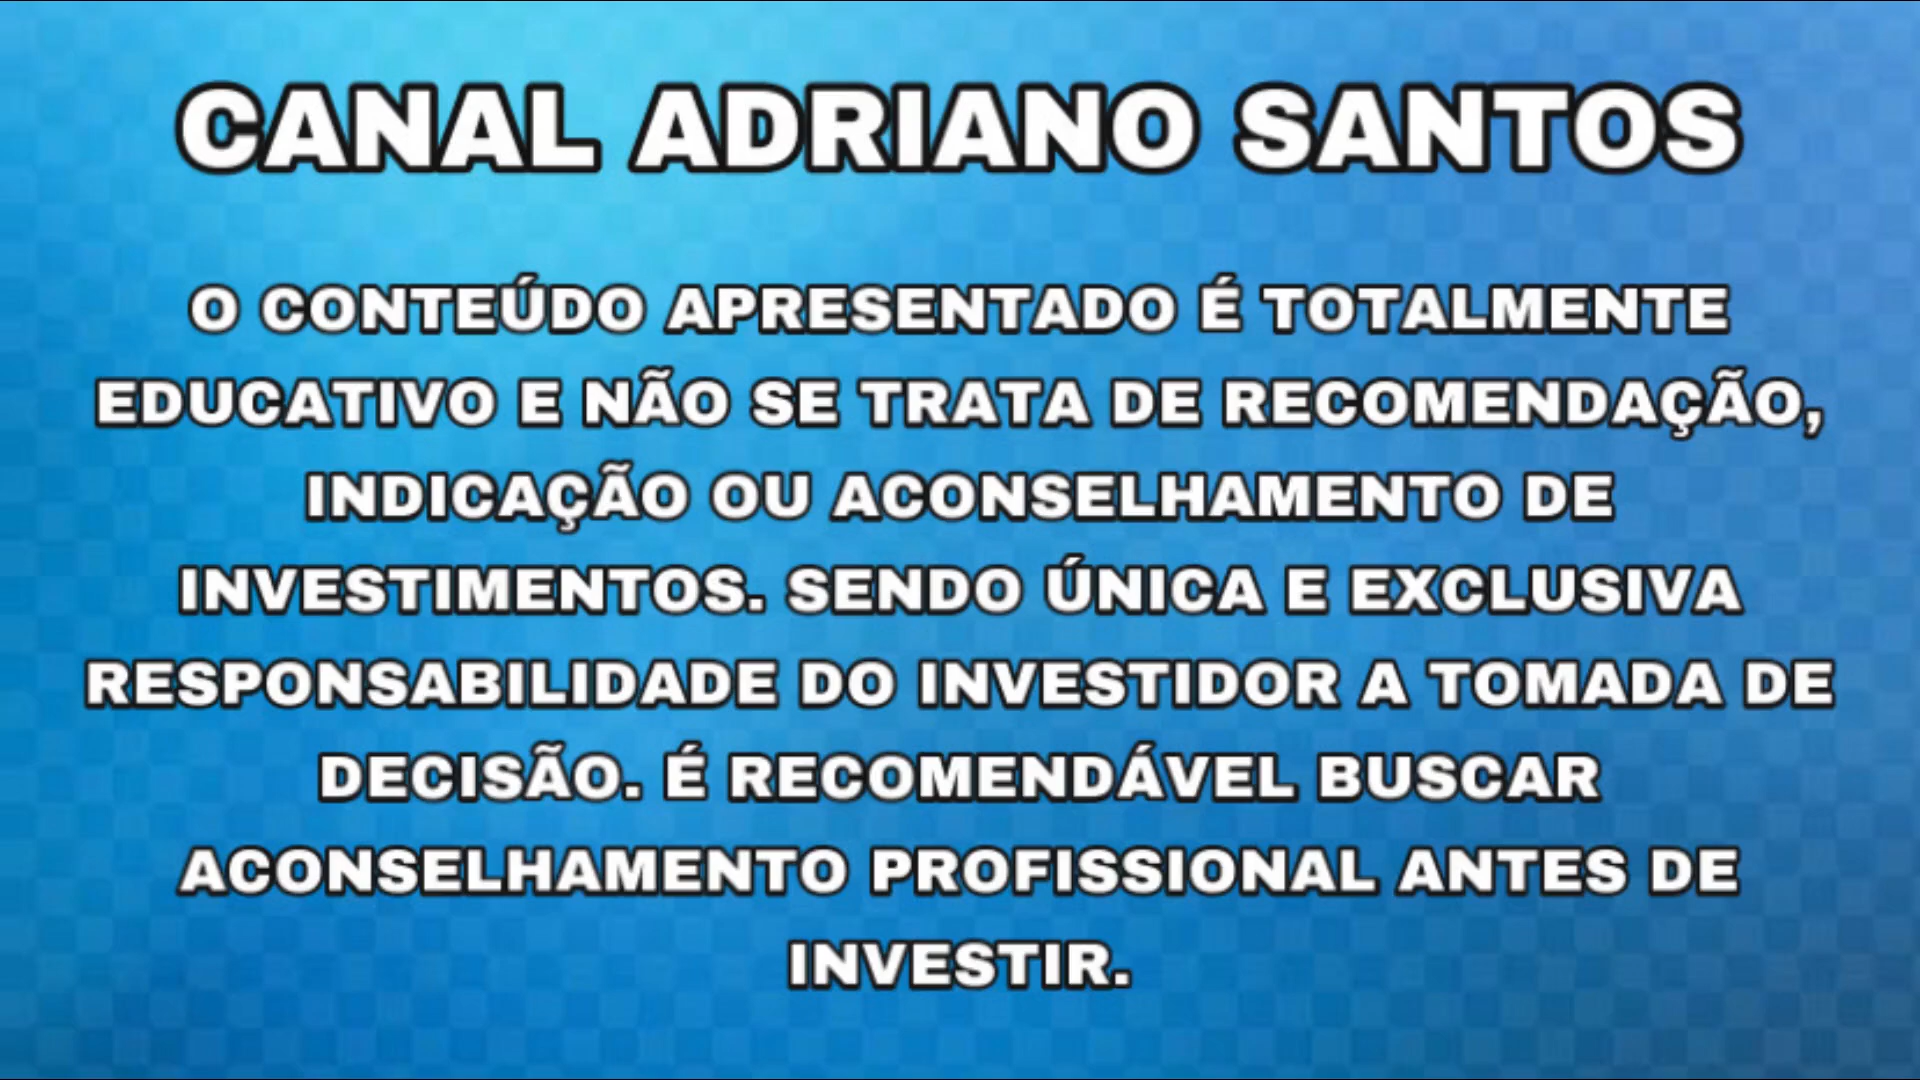 CANAL ADRIANO SANTOS
O CONTEÚDO APRESENTADO É TOTALMENTE
EDUCATIVO E NÃO SE TRATA DE RECOMENDAÇÃO,
INDICAÇÃO OU ACONSELHAMENTO DE
INVESTIMENTOS. SENDO ÚNICA E EXCLUSIVA
RESPONSABILIDADE DO INVESTIDOR A TOMADA DE
DECISÃO. É RECOMENDÁVEL BUSCAR
ACONSELHAMENTO PROFISSIONAL ANTES DE
INVESTIR.